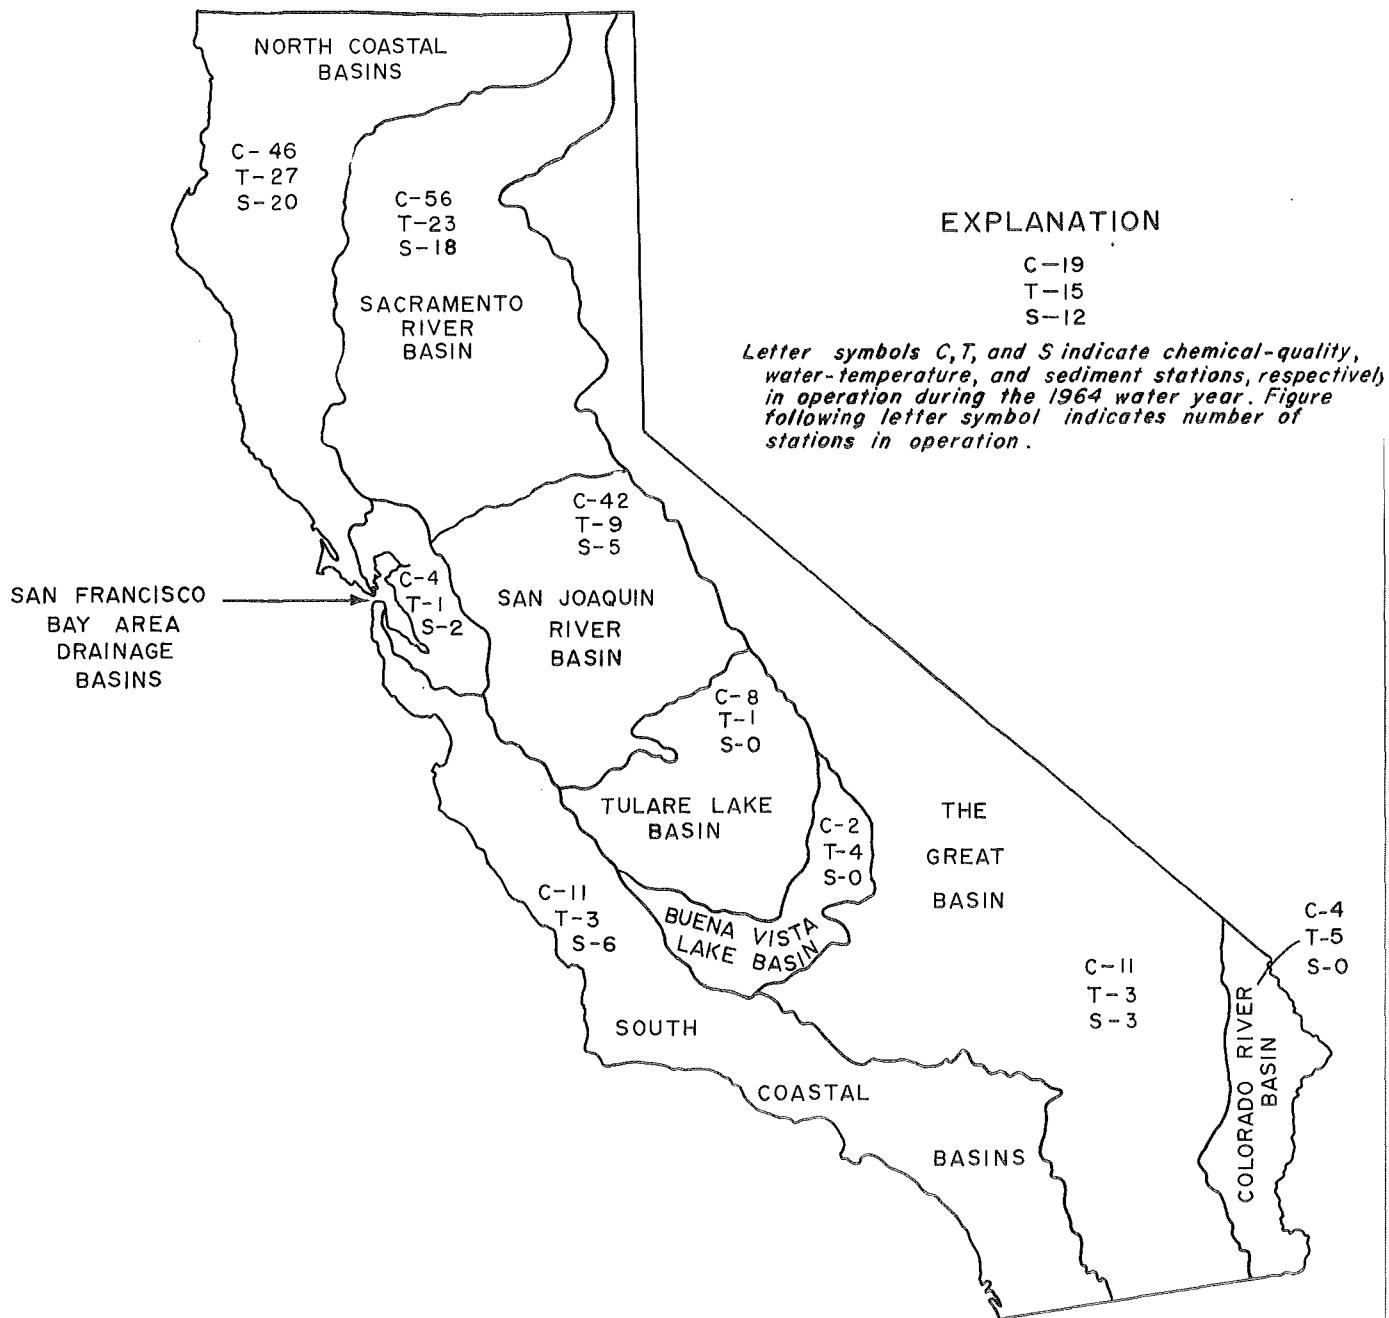 NORTH COASTAL
BASINS
C-46
T-27
S-20
C-56
T-23
S-18
SACRAMENTO
RIVER
BASIN
EXPLANATION
C-19
T-15
S-12
Letter symbols C, T, and S indicate chemical-quality,
water-temperature, and sediment stations, respectively
in operation during the 1964 water year. Figure
following letter symbol indicates number of
stations in operation.
C-42
T-9
S-5
SAN JOAQUIN
RIVER
BASIN
SAN FRANCISCO
BAY AREA
DRAINAGE
BASINS
C-4
T-1
S-2
C-8
T-1
S-0
TULARE LAKE
BASIN
C-2
T-4
S-0
BUENA VISTA
LAKE BASIN
THE
GREAT
BASIN
C-11
T-3
S-3
C-11
T-3
S-6
SOUTH
COASTAL
BASINS
C-4
T-5
S-0
COLORADO RIVER
BASIN